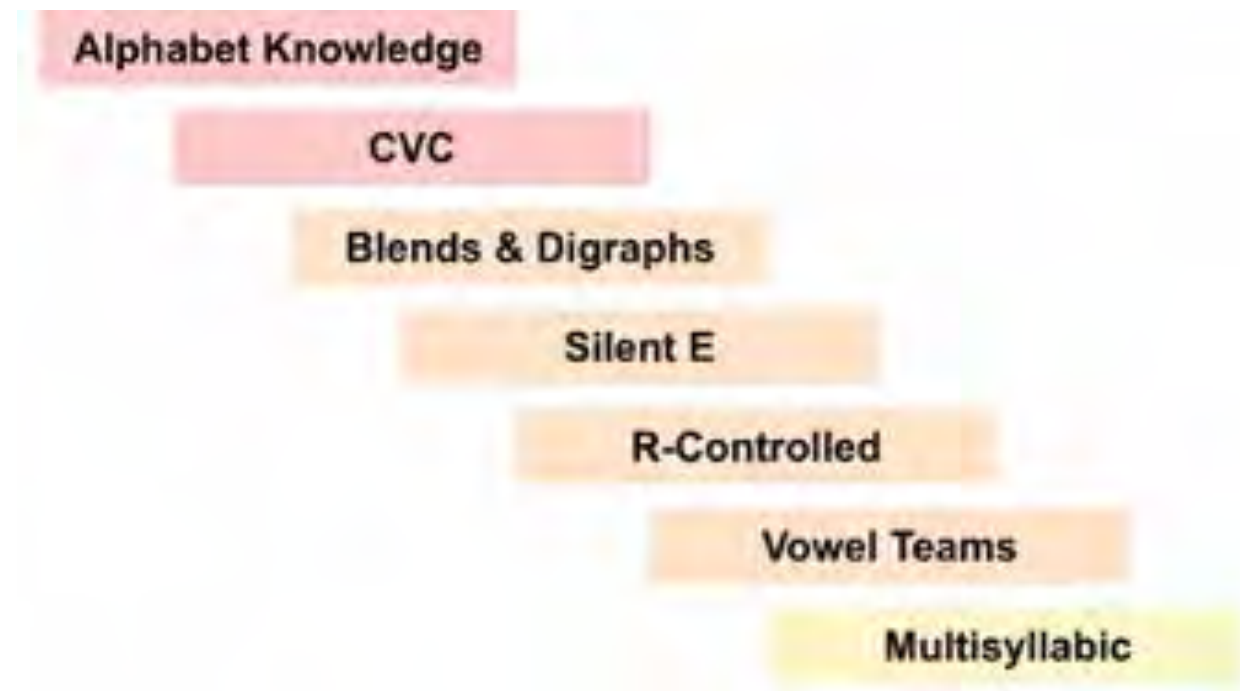 Alphabet Knowledge
CVC
Blends & Digraphs
Silent E
R-Controlled
Vowel Teams
Multisyllabic